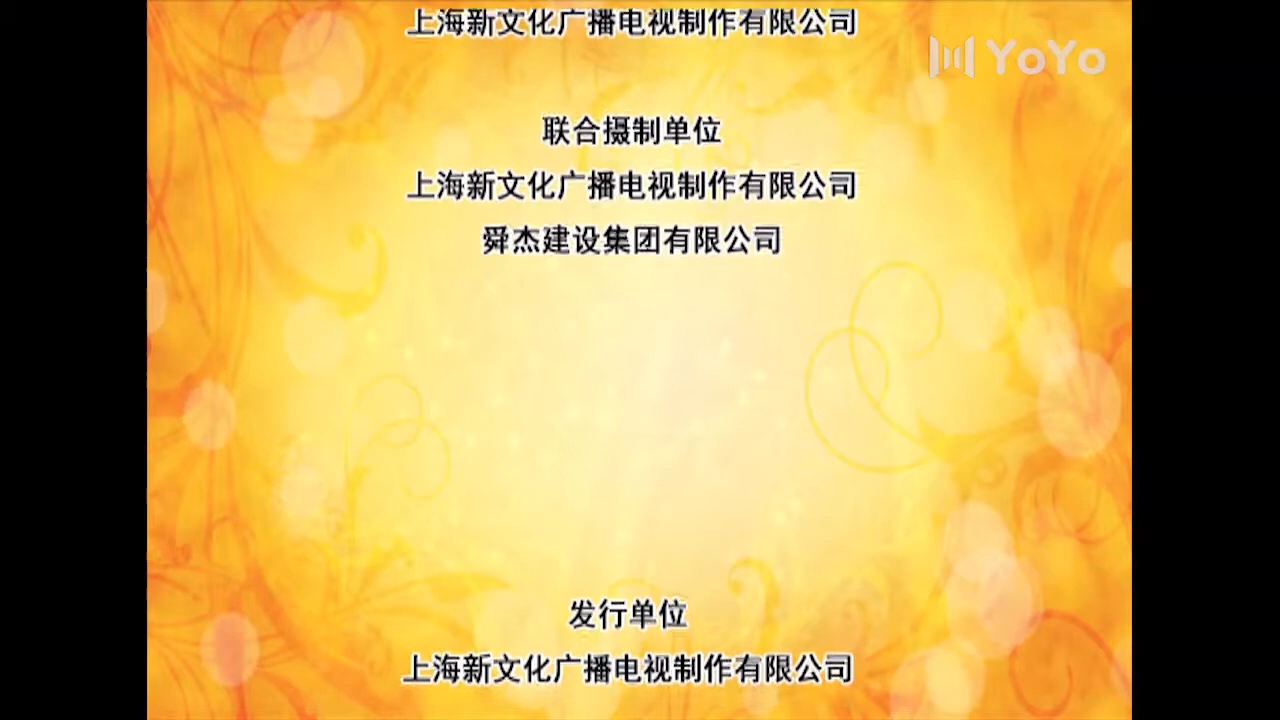 上海新文化广播电视制作有限公司
YoYo
联合摄制单位
上海新文化广播电视制作有限公司
舜杰建设集团有限公司
发行单位
上海新文化广播电视制作有限公司